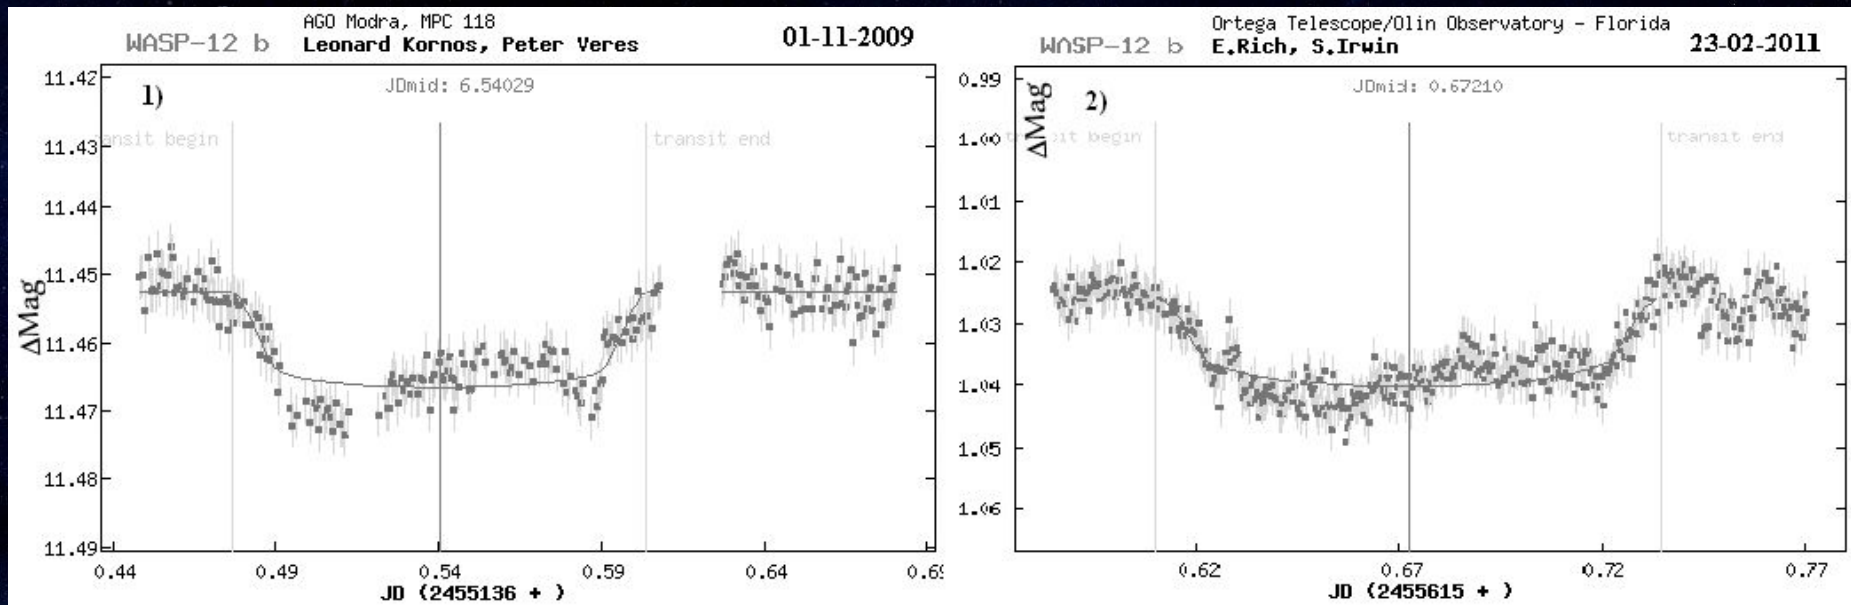 AGO Modra, MPC 118
WASP-12 b Leonard Kornos, Peter Veres 01-11-2009
11.42
1)
JDmid: 6.54029
ansit begin
transit end
11.43
11.44
11.45
11.46
11.47
11.48
11.49
ΔMag
0.44 0.49 0.54 0.59 0.64
JD (2455136 + )
Ortega Telescope/Olin Observatory - Florida
WASP-12 b E.Rich, S.Irwin 23-02-2011
0.99
ΔMag
2)
JDmid: 0.67210
begin
transit end
1.00
1.01
1.02
1.03
1.04
1.05
1.06
0.62 0.67 0.72 0.77
JD (2455615 + )